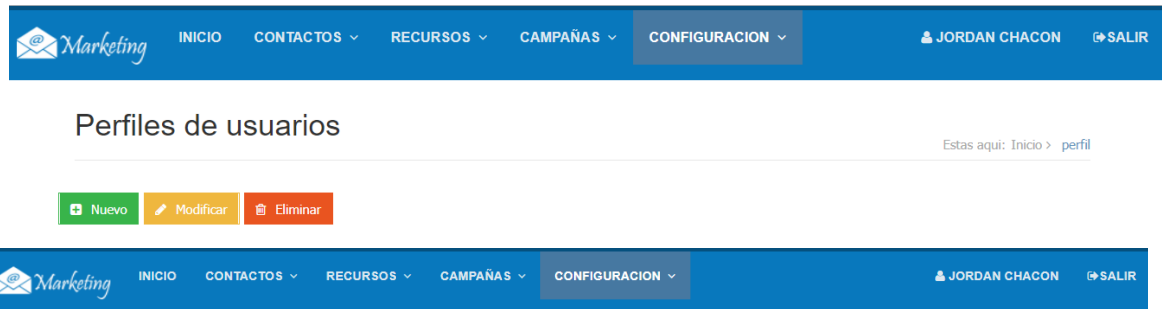 @ Marketing INICIO CONTACTOS RECURSOS CAMPAÑAS CONFIGURACION JORDAN CHACON SALIR
Perfiles de usuarios
Estas aqui: Inicio > perfil
Nuevo Modificar Eliminar
@ Marketing INICIO CONTACTOS RECURSOS CAMPAÑAS CONFIGURACION JORDAN CHACON SALIR